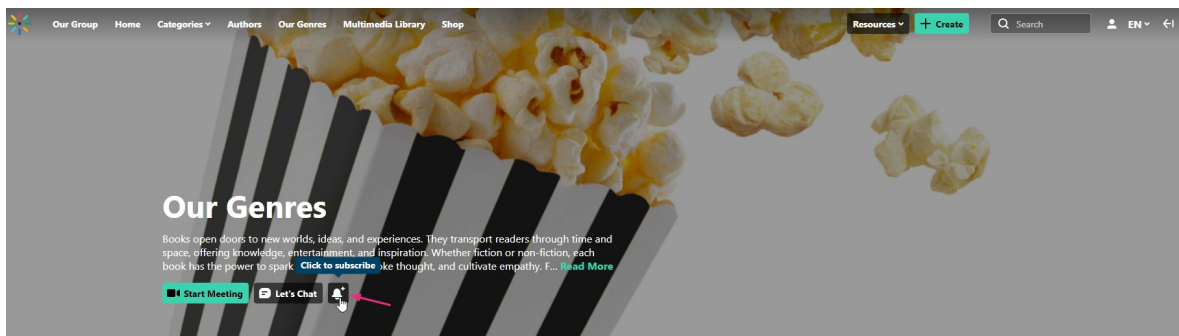 Our Group Home Categories Authors Our Genres Multimedia Library Shop Resources + Create Search EN
Our Genres
Books open doors to new worlds, ideas, and experiences. They transport readers through time and
space, offering knowledge, entertainment, and inspiration. Whether fiction or non-fiction, each
book has the power to spark Click to subscribe ke thought, and cultivate empathy. F... Read More
Start Meeting Let's Chat